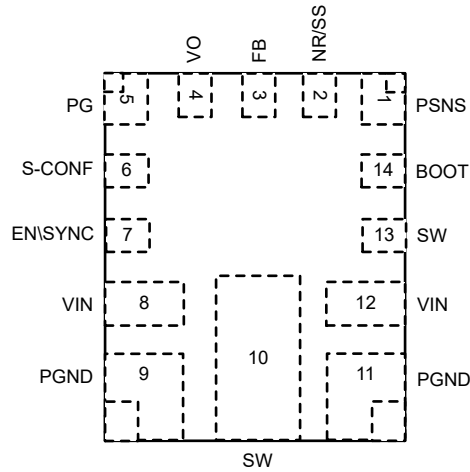 VO FB NR/SS
PG 5 4 3 2 1 PSNS
S-CONF 6 14 BOOT
EN\SYNC 7 13 SW
VIN 8 12 VIN
PGND 9 10 11 PGND
SW